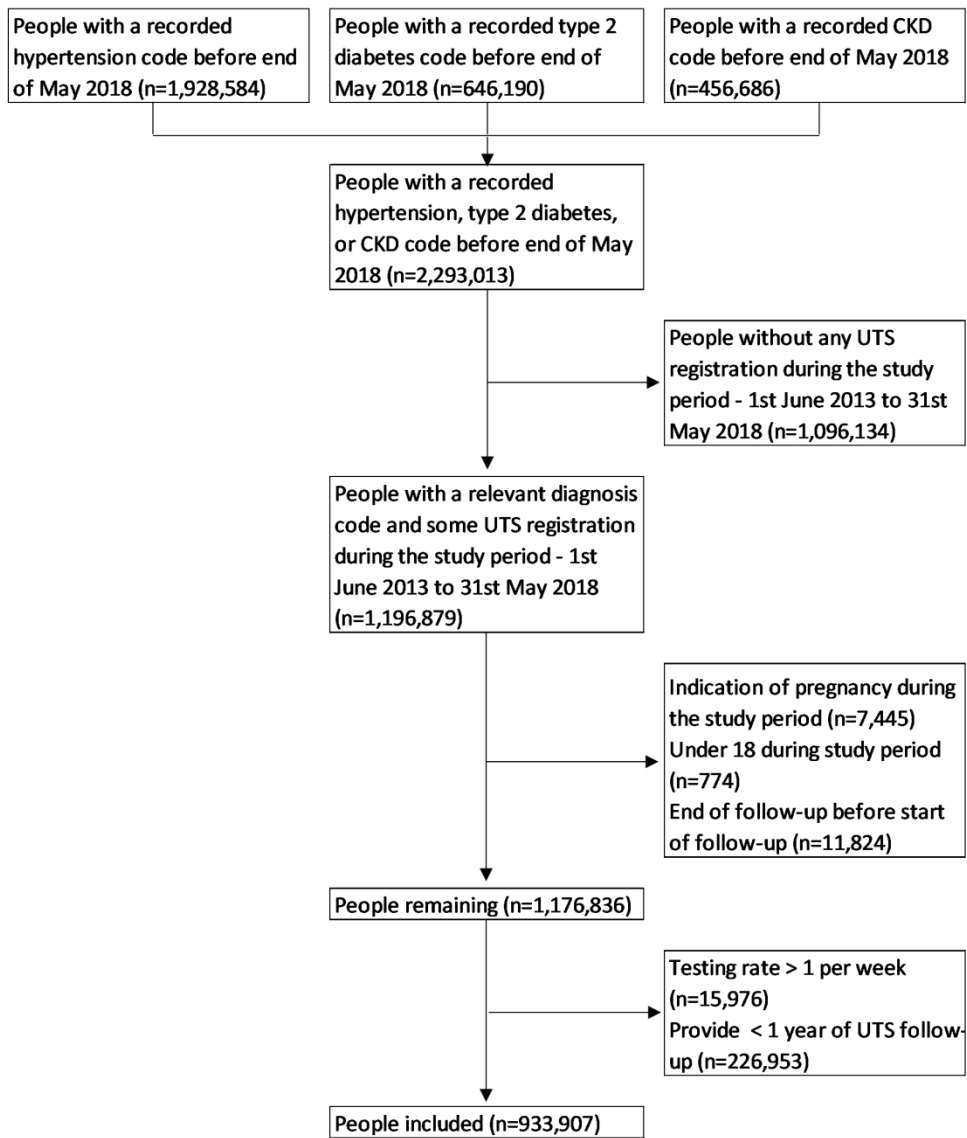 People with a recorded
hypertension code before end
of May 2018 (n=1,928,584)
People with a recorded type 2
diabetes code before end of
May 2018 (n=646,190)
People with a recorded CKD
code before end of May 2018
(n=456,686)
People with a recorded
hypertension, type 2 diabetes,
or CKD code before end of May
2018 (n=2,293,013)
People without any UTS
registration during the study
period - 1st June 2013 to 31st
May 2018 (n=1,096,134)
People with a relevant diagnosis
code and some UTS registration
during the study period - 1st
June 2013 to 31st May 2018
(n=1,196,879)
Indication of pregnancy during
the study period (n=7,445)
Under 18 during study period
(n=774)
End of follow-up before start
of follow-up (n=11,824)
People remaining (n=1,176,836)
Testing rate > 1 per week
(n=15,976)
Provide < 1 year of UTS follow-
up (n=226,953)
People included (n=933,907)